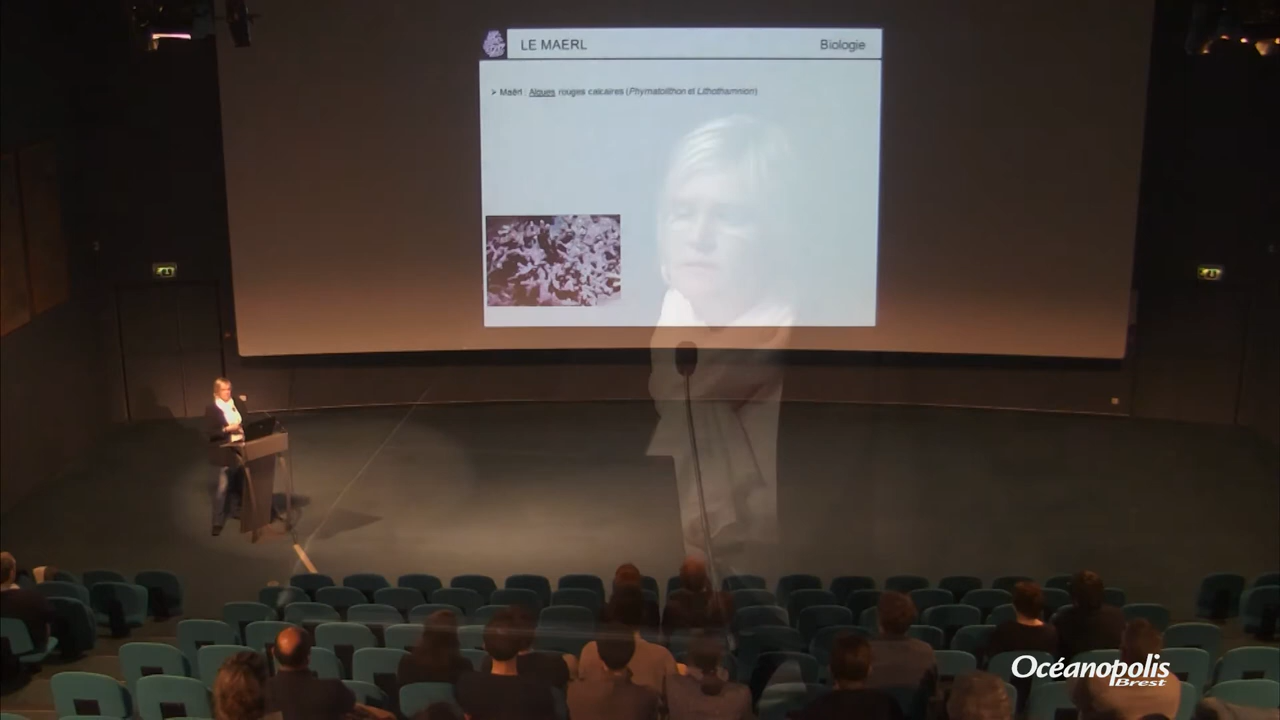 LE MAERL Biologie
➢ Maërl : Algues rouges calcaires (Phymatolithon et Lithothamnion)
Océanopolis
Brest